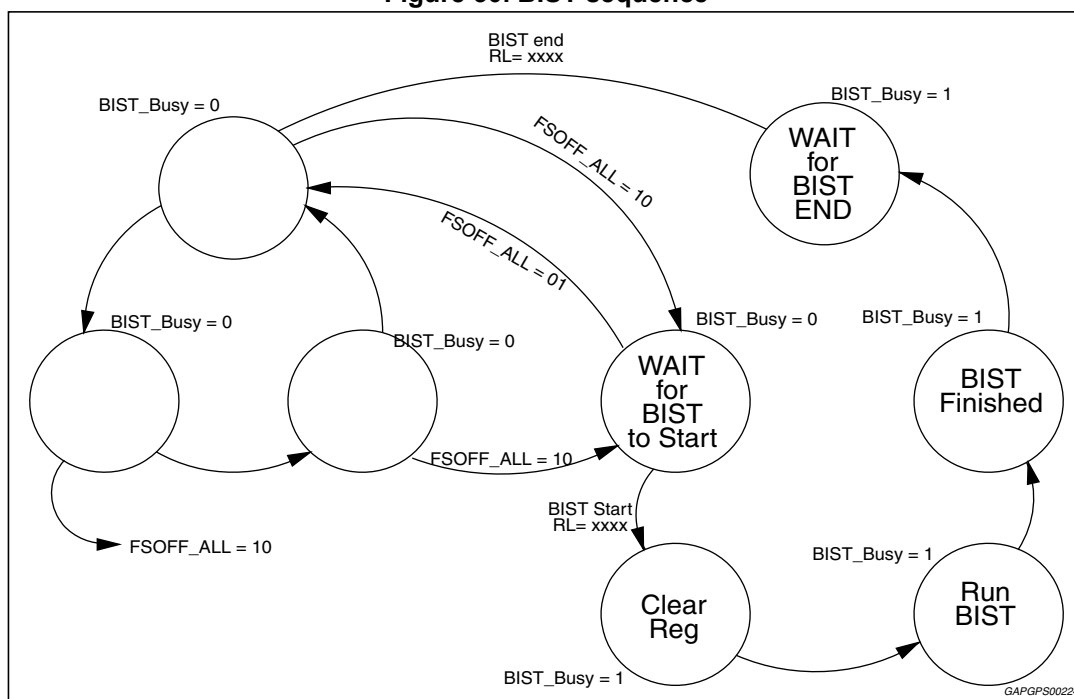 BIST end
RL= xxxx
BIST_Busy = 0
BIST_Busy = 1
WAIT
for
BIST
END
FSOFF_ALL = 10
FSOFF_ALL = 01
BIST_Busy = 0
BIST_Busy = 0
BIST_Busy = 0
WAIT
for
BIST
to Start
BIST_Busy = 1
BIST
Finished
FSOFF_ALL = 10
FSOFF_ALL = 10
BIST Start
RL= xxxx
BIST_Busy = 1
Clear
Reg
Run
BIST
BIST_Busy = 1